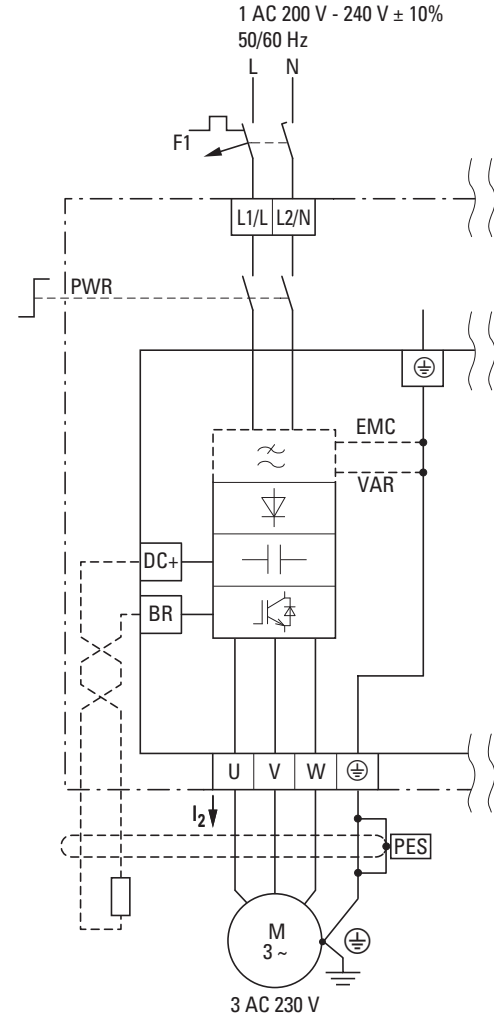 1 AC 200 V - 240 V ± 10%
50/60 Hz
L N
F1
L1/L L2/N
PWR
EMC
VAR
DC+
BR
U V W
I₂
PES
M
3 ~
3 AC 230 V